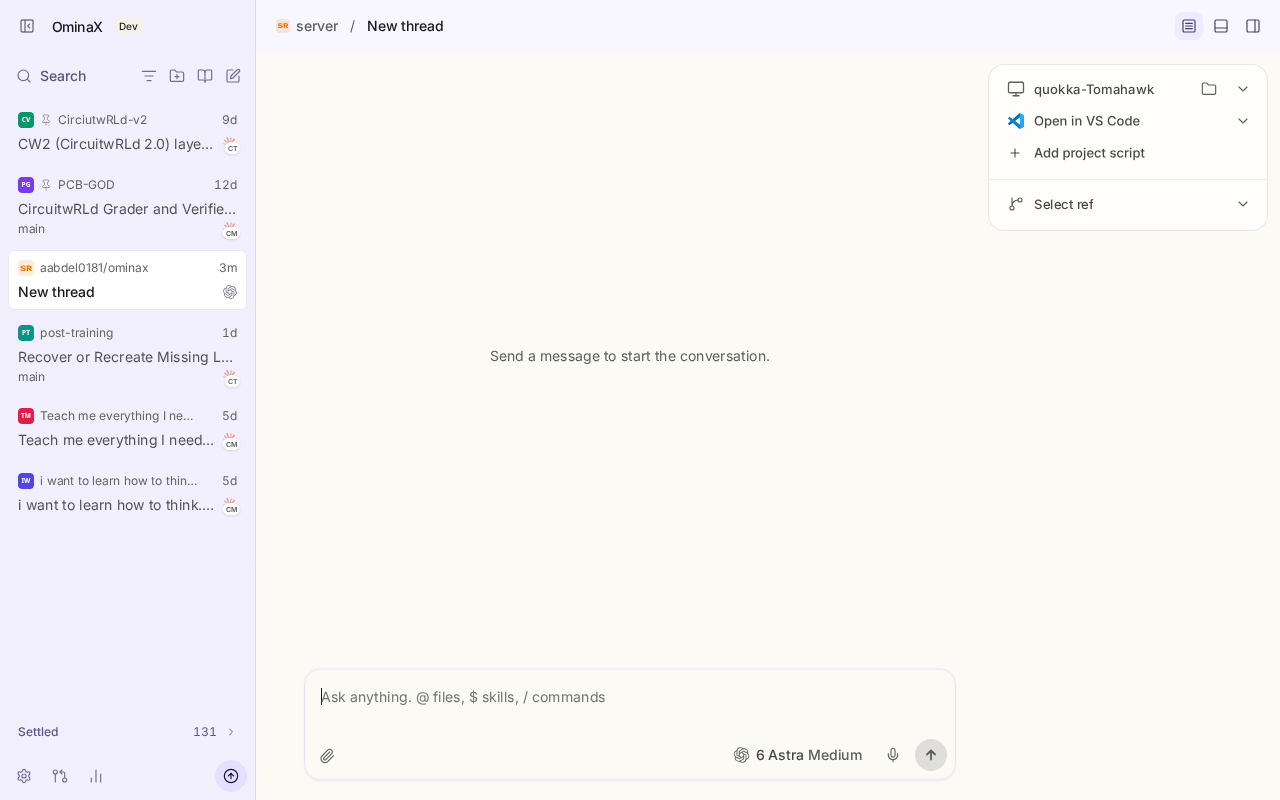 OminaX Dev
SR server / New thread
Search
CV CirciutwRLd-v2 9d
CW2 (CircuitwRLd 2.0) laye...
CT
PG PCB-GOD 12d
CircuitwRLd Grader and Verifie...
main
CM
SR aabdel0181/ominax 3m
New thread
PT post-training 1d
Recover or Recreate Missing L...
main
CT
TM Teach me everything I ne... 5d
Teach me everything I need...
CM
IW i want to learn how to thin... 5d
i want to learn how to think....
CM
Settled 131
quokka-Tomahawk
Open in VS Code
Add project script
Select ref
Send a message to start the conversation.
Ask anything. @ files, $ skills, / commands
6 Astra Medium